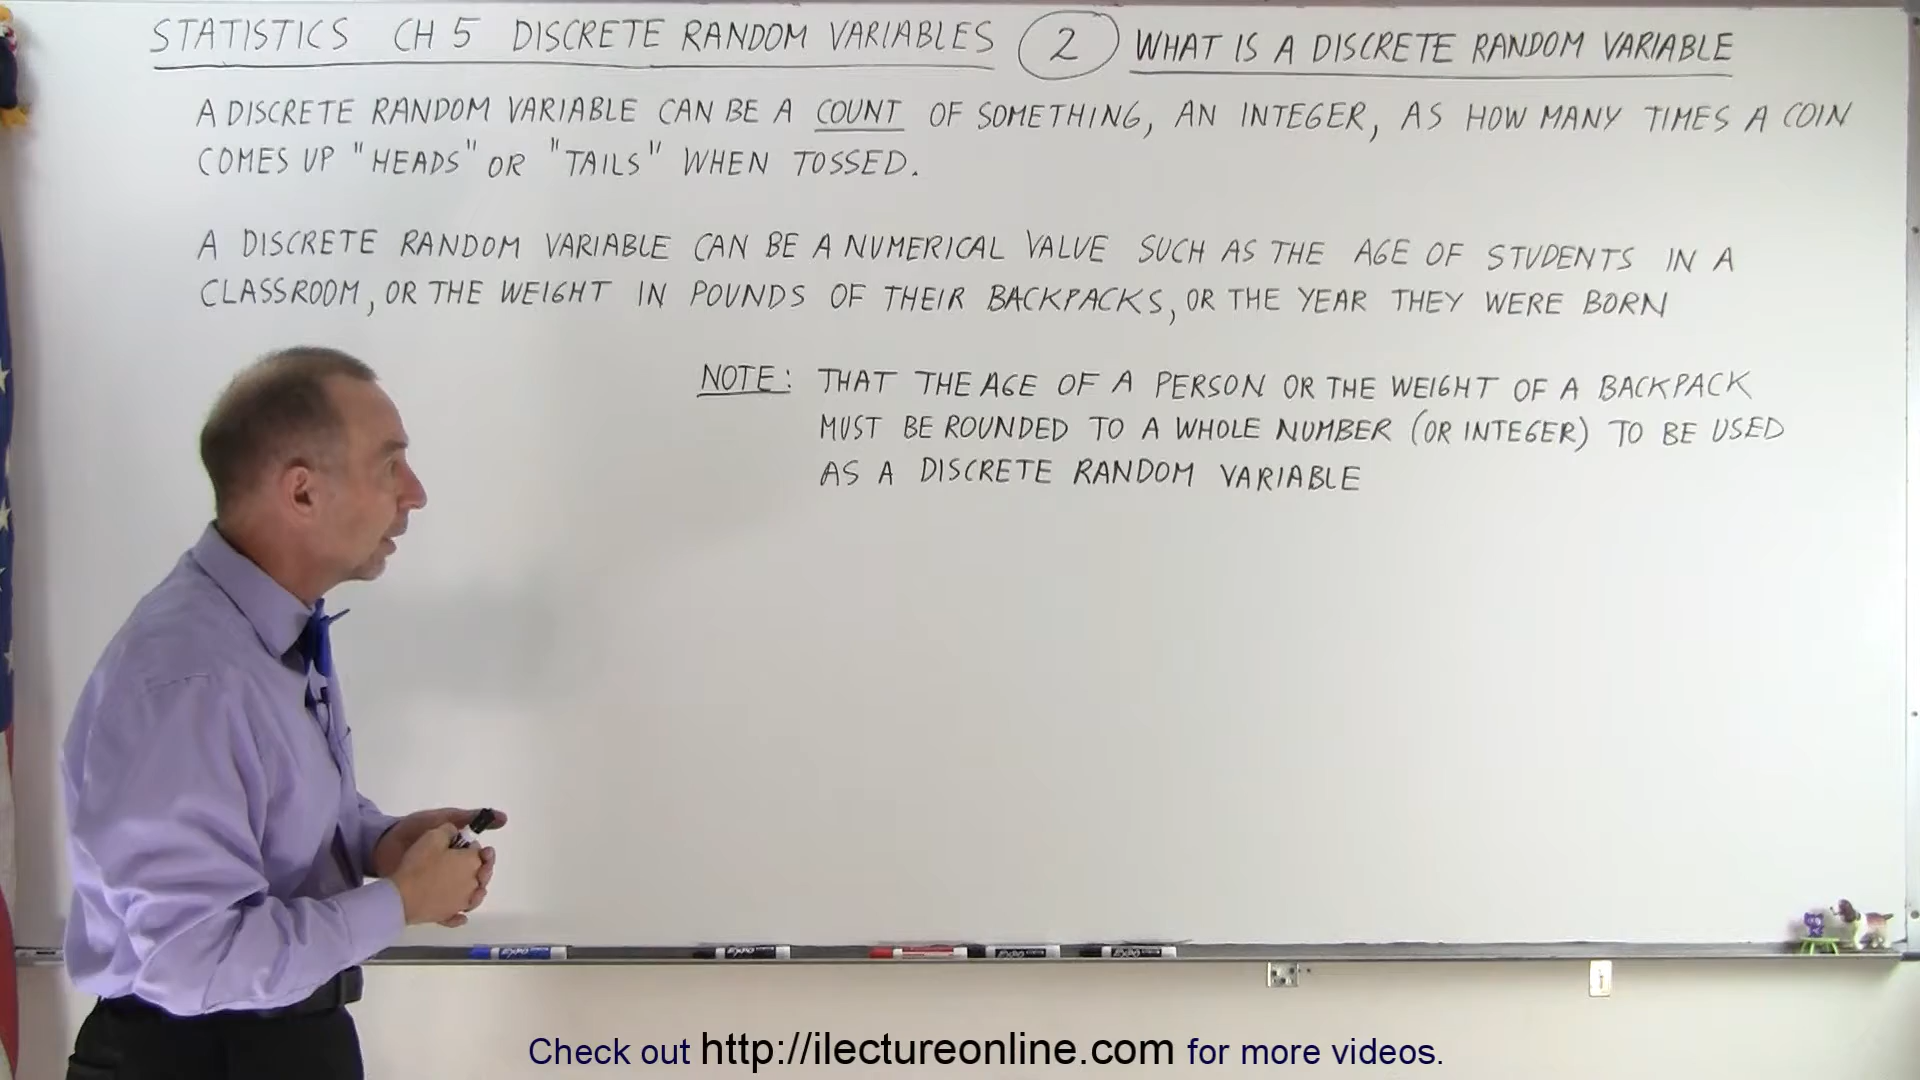 STATISTICS CH 5 DISCRETE RANDOM VARIABLES 2 WHAT IS A DISCRETE RANDOM VARIABLE
A DISCRETE RANDOM VARIABLE CAN BE A COUNT OF SOMETHING, AN INTEGER, AS HOW MANY TIMES A COIN
COMES UP "HEADS" OR "TAILS" WHEN TOSSED.
A DISCRETE RANDOM VARIABLE CAN BE A NUMERICAL VALUE SUCH AS THE AGE OF STUDENTS IN A
CLASSROOM, OR THE WEIGHT IN POUNDS OF THEIR BACKPACKS, OR THE YEAR THEY WERE BORN
NOTE: THAT THE AGE OF A PERSON OR THE WEIGHT OF A BACKPACK
MUST BE ROUNDED TO A WHOLE NUMBER (OR INTEGER) TO BE USED
AS A DISCRETE RANDOM VARIABLE
Check out http://ilectureonline.com for more videos.